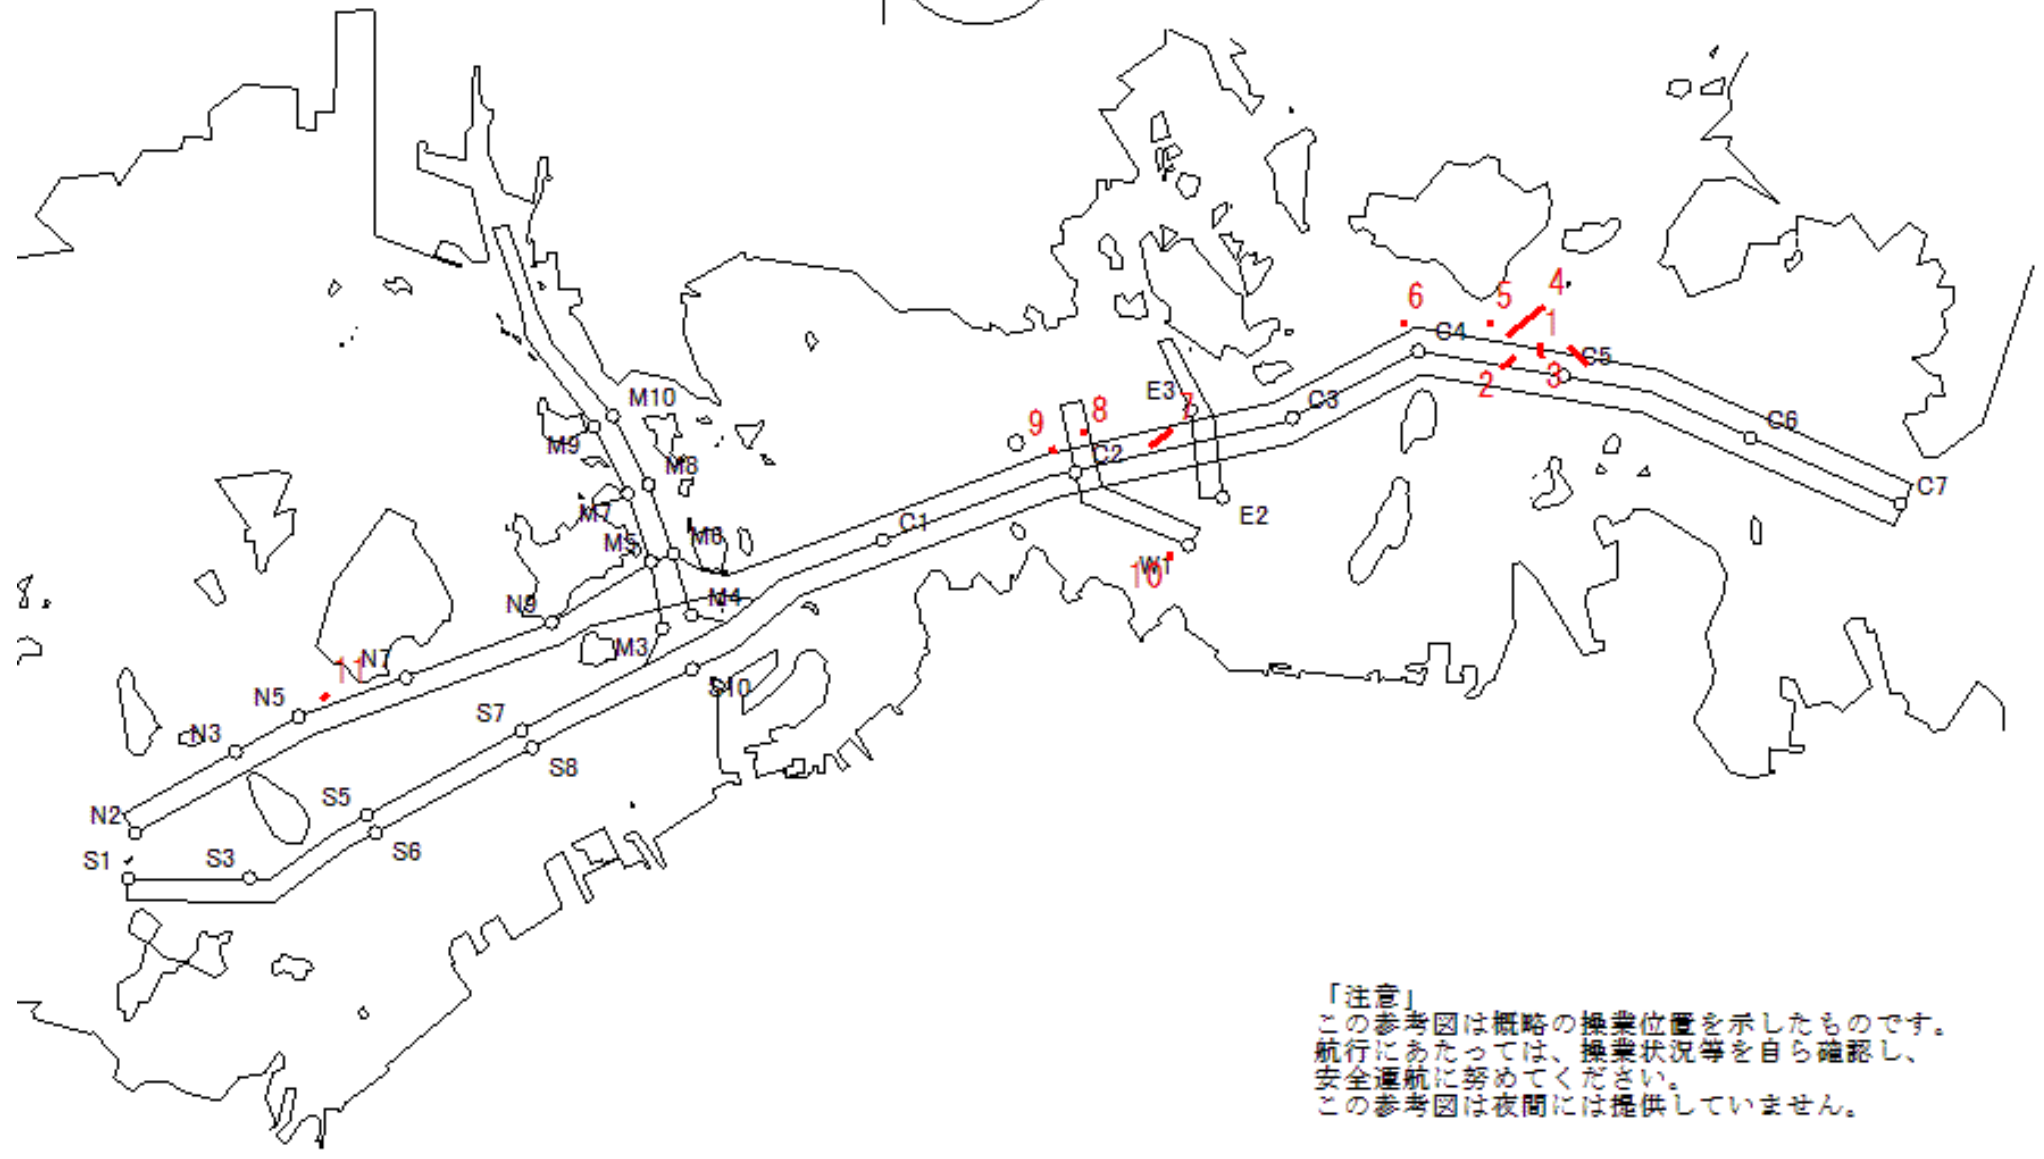 6
5
4
C4
1
C5
2
3
E3
7
M10
C3
9
8
C6
M9
C2
M8
C7
M7
C1
E2
M5
M6
W1
10
N9
M4
M3
11
N7
N5
S10
N3
S7
S8
N2
S5
S1
S3
S6
「注意」
この参考図は概略の操業位置を示したものです。
航行にあたっては、操業状況等を自ら確認し、
安全運航に努めてください。
この参考図は夜間には提供していません。